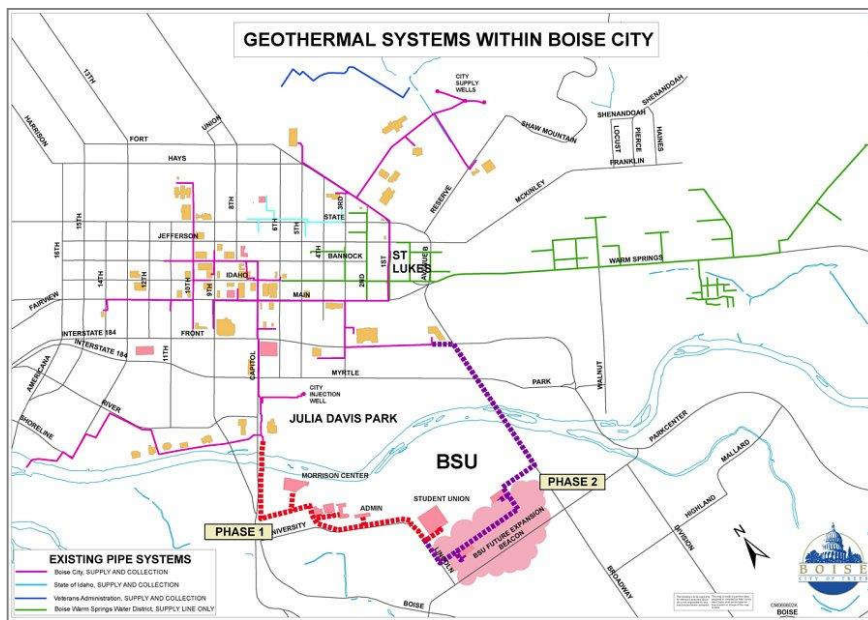 GEOTHERMAL SYSTEMS WITHIN BOISE CITY
CITY
SUPPLY
WELLS
13TH
UNION
HARRISON
FORT
HAYS
SHAW MOUNTAIN
SHENANDOAH
SHENANDOAH
LOCUST
PIERCE
HAINES
FRANKLIN
RESERVE
MCKINLEY
15TH
8TH
6TH
5TH
3RD
STATE
JEFFERSON
16TH
4TH
BANNOCK
1ST
ST
LUKES
AVENUE B
WARM SPRINGS
14TH
12TH
10TH
9TH
IDAHO
2ND
MAIN
FAIRVIEW
INTERSTATE 184
FRONT
INTERSTATE 184
11TH
CAPITOL
MYRTLE
PARK
WALNUT
AMERICANA
RIVER
SHORELINE
CITY
INJECTION
WELL
JULIA DAVIS PARK
PARKCENTER
BSU
MALLARD
HIGHLAND
DIVISION
MORRISON CENTER
STUDENT UNION
ADMIN
PHASE 2
PHASE 1
UNIVERSITY
LINCOLN
BSU FUTURE EXPANSION
BEACON
BROADWAY
BOISE
N
EXISTING PIPE SYSTEMS
Boise City, SUPPLY AND COLLECTION
State of Idaho, SUPPLY AND COLLECTION
Veterans Administration, SUPPLY AND COLLECTION
Boise Warm Springs Water District, SUPPLY LINE ONLY
BOISE
CITY OF TREES
BOISE